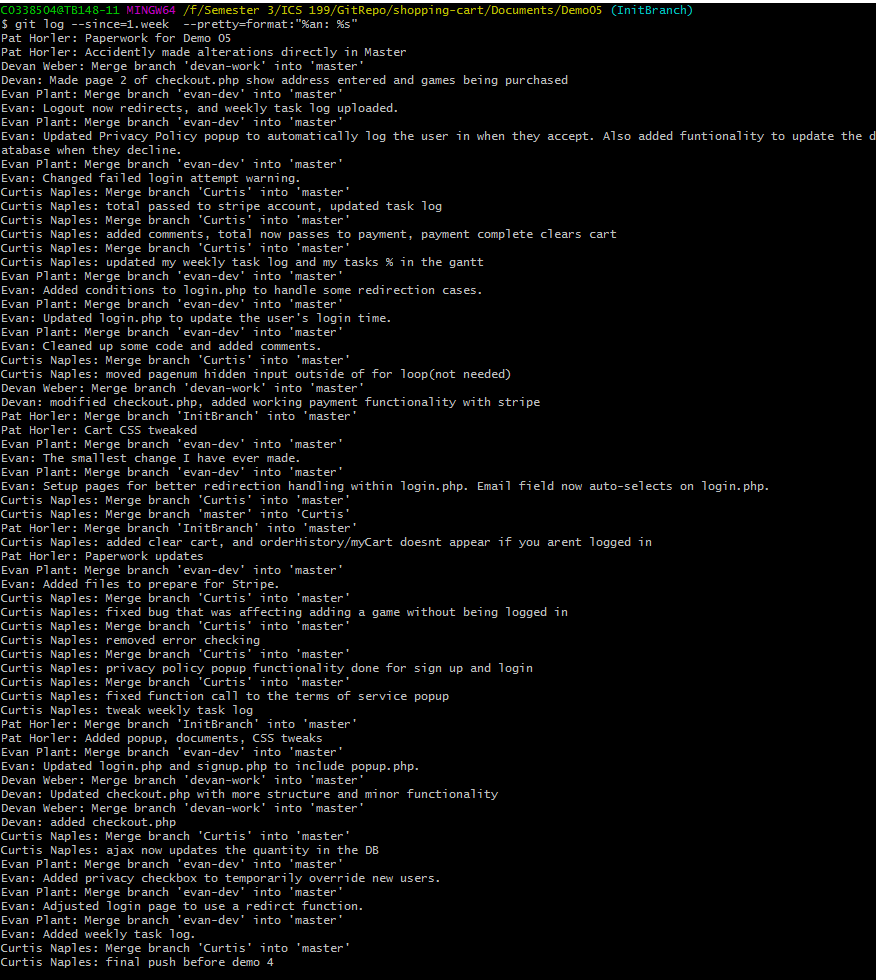 C0338504@TB148-11 MINGW64 /f/Semester 3/ICS 199/GitRepo/shopping-cart/Documents/Demo05 (InitBranch)
$ git log --since=1.week  --pretty=format:"%an: %s"
Pat Horler: Paperwork for Demo 05
Pat Horler: Accidently made alterations directly in Master
Devan Weber: Merge branch 'devan-work' into 'master'
Devan: Made page 2 of checkout.php show address entered and games being purchased
Evan Plant: Merge branch 'evan-dev' into 'master'
Evan: Logout now redirects, and weekly task log uploaded.
Evan Plant: Merge branch 'evan-dev' into 'master'
Evan: Updated Privacy Policy popup to automatically log the user in when they accept. Also added funtionality to update the d
atabase when they decline.
Evan Plant: Merge branch 'evan-dev' into 'master'
Evan: Changed failed login attempt warning.
Curtis Naples: Merge branch 'Curtis' into 'master'
Curtis Naples: total passed to stripe account, updated task log
Curtis Naples: Merge branch 'Curtis' into 'master'
Curtis Naples: added comments, total now passes to payment, payment complete clears cart
Curtis Naples: Merge branch 'Curtis' into 'master'
Curtis Naples: updated my weekly task log and my tasks % in the gantt
Evan Plant: Merge branch 'evan-dev' into 'master'
Evan: Added conditions to login.php to handle some redirection cases.
Evan Plant: Merge branch 'evan-dev' into 'master'
Evan: Updated login.php to update the user's login time.
Evan Plant: Merge branch 'evan-dev' into 'master'
Evan: Cleaned up some code and added comments.
Curtis Naples: Merge branch 'Curtis' into 'master'
Curtis Naples: moved pagenum hidden input outside of for loop(not needed)
Devan Weber: Merge branch 'devan-work' into 'master'
Devan: modified checkout.php, added working payment functionality with stripe
Pat Horler: Merge branch 'InitBranch' into 'master'
Pat Horler: Cart CSS tweaked
Evan Plant: Merge branch 'evan-dev' into 'master'
Evan: The smallest change I have ever made.
Evan Plant: Merge branch 'evan-dev' into 'master'
Evan: Setup pages for better redirection handling within login.php. Email field now auto-selects on login.php.
Curtis Naples: Merge branch 'Curtis' into 'master'
Curtis Naples: Merge branch 'master' into 'Curtis'
Pat Horler: Merge branch 'InitBranch' into 'master'
Curtis Naples: added clear cart, and orderHistory/myCart doesnt appear if you arent logged in
Pat Horler: Paperwork updates
Evan Plant: Merge branch 'evan-dev' into 'master'
Evan: Added files to prepare for Stripe.
Curtis Naples: Merge branch 'Curtis' into 'master'
Curtis Naples: fixed bug that was affecting adding a game without being logged in
Curtis Naples: Merge branch 'Curtis' into 'master'
Curtis Naples: removed error checking
Curtis Naples: Merge branch 'Curtis' into 'master'
Curtis Naples: privacy policy popup functionality done for sign up and login
Curtis Naples: Merge branch 'Curtis' into 'master'
Curtis Naples: fixed function call to the terms of service popup
Curtis Naples: tweak weekly task log
Pat Horler: Merge branch 'InitBranch' into 'master'
Pat Horler: Added popup, documents, CSS tweaks
Evan Plant: Merge branch 'evan-dev' into 'master'
Evan: Updated login.php and signup.php to include popup.php.
Devan Weber: Merge branch 'devan-work' into 'master'
Devan: Updated checkout.php with more structure and minor functionality
Devan Weber: Merge branch 'devan-work' into 'master'
Devan: added checkout.php
Curtis Naples: Merge branch 'Curtis' into 'master'
Curtis Naples: ajax now updates the quantity in the DB
Evan Plant: Merge branch 'evan-dev' into 'master'
Evan: Added privacy checkbox to temporarily override new users.
Evan Plant: Merge branch 'evan-dev' into 'master'
Evan: Adjusted login page to use a redirct function.
Evan Plant: Merge branch 'evan-dev' into 'master'
Evan: Added weekly task log.
Curtis Naples: Merge branch 'Curtis' into 'master'
Curtis Naples: final push before demo 4